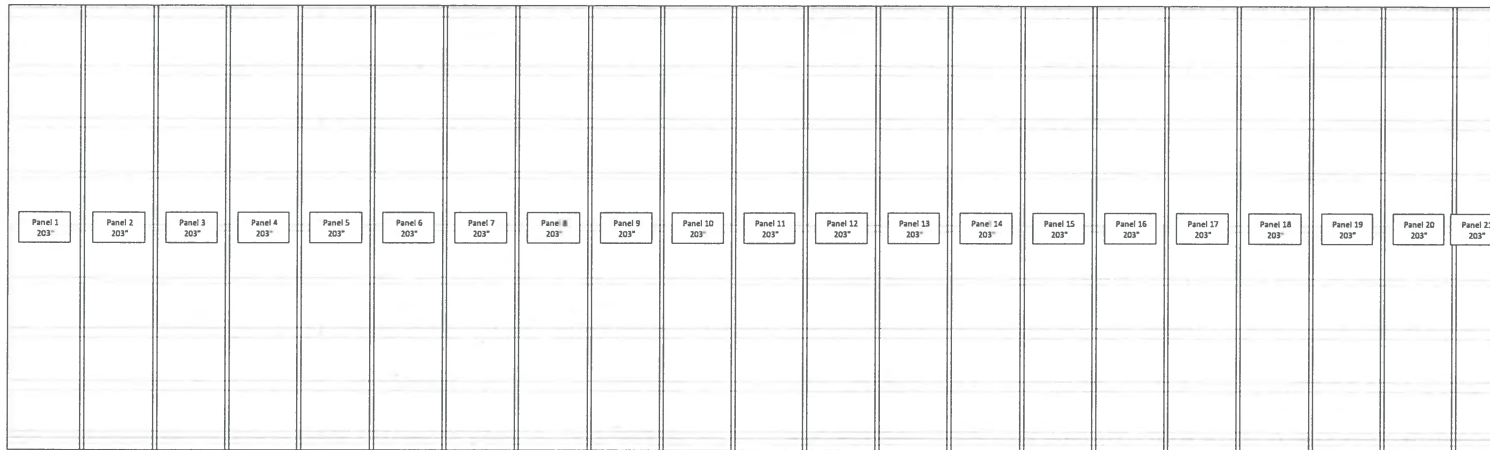 Panel 1
203"
Panel 2
203"
Panel 3
203"
Panel 4
203"
Panel 5
203"
Panel 6
203"
Panel 7
203"
Panel 8
203"
Panel 9
203"
Panel 10
203"
Panel 11
203"
Panel 12
203"
Panel 13
203"
Panel 14
203"
Panel 15
203"
Panel 16
203"
Panel 17
203"
Panel 18
203"
Panel 19
203"
Panel 20
203"
Panel 21
203"